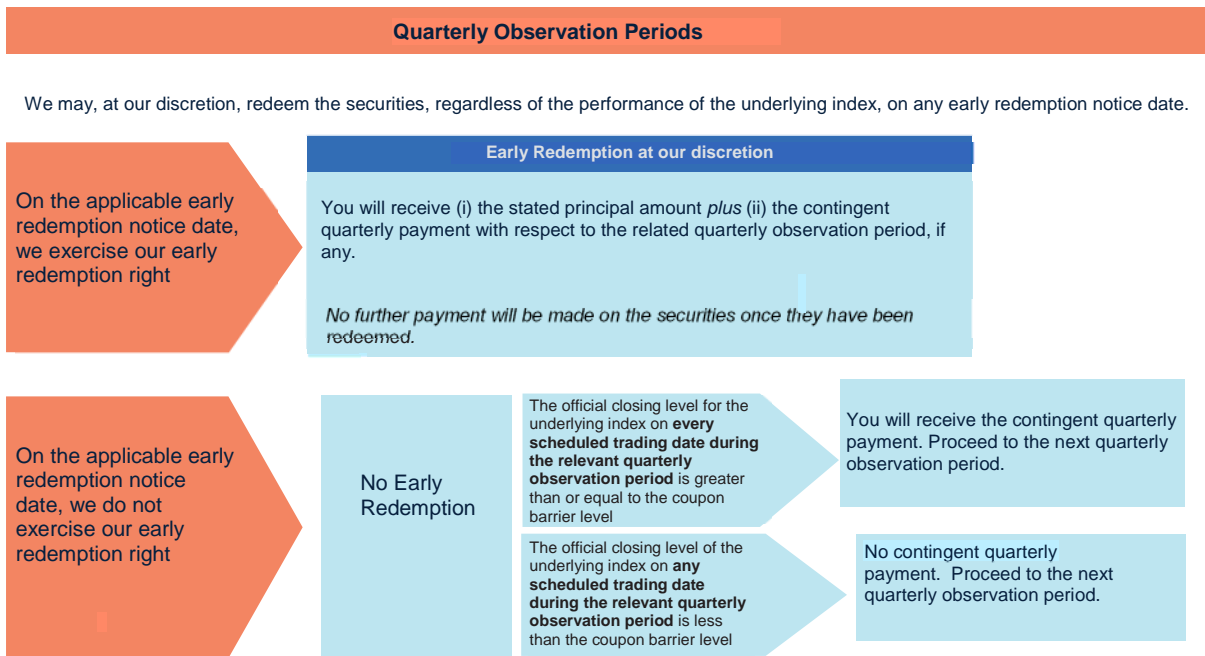 Quarterly Observation Periods
We may, at our discretion, redeem the securities, regardless of the performance of the underlying index, on any early redemption notice date.
On the applicable early
redemption notice date,
we exercise our early
redemption right
Early Redemption at our discretion
You will receive (i) the stated principal amount plus (ii) the contingent
quarterly payment with respect to the related quarterly observation period, if
any.
No further payment will be made on the securities once they have been
redeemed.
On the applicable early
redemption notice
date, we do not
exercise our early
redemption right
No Early
Redemption
The official closing level for the
underlying index on every
scheduled trading date during
the relevant quarterly
observation period is greater
than or equal to the coupon
barrier level
You will receive the contingent quarterly
payment. Proceed to the next quarterly
observation period.
The official closing level of the
underlying index on any
scheduled trading date
during the relevant quarterly
observation period is less
than the coupon barrier level
No contingent quarterly
payment.  Proceed to the next
quarterly observation period.